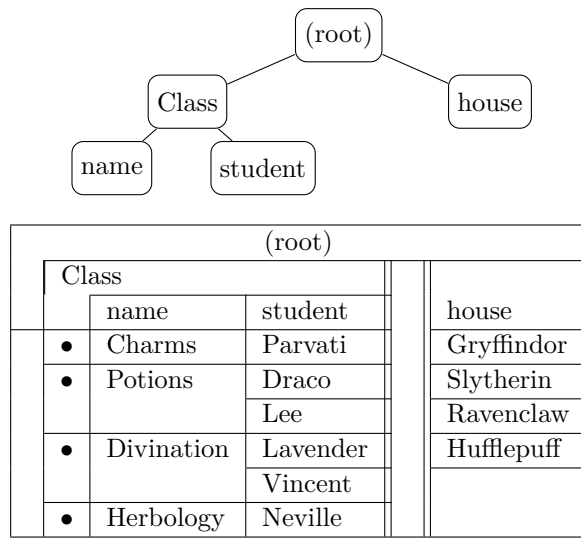 (root)
Class house
name student
(root)
Class
name student house
• Charms Parvati Gryffindor
• Potions Draco Slytherin
Lee Ravenclaw
• Divination Lavender Hufflepuff
Vincent
• Herbology Neville